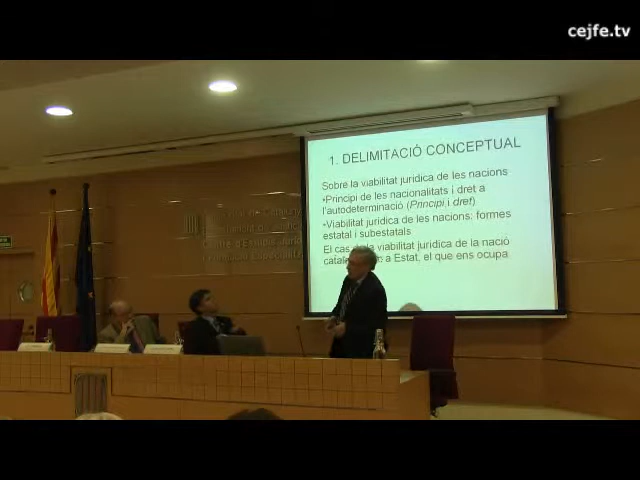 cejfe.tv
1. DELIMITACIÓ CONCEPTUAL
Sobre la viabilitat jurídica de les nacions
•Principi de les nacionalitats i dret a
l'autodeterminació (Principi i dret)
•Viabilitat jurídica de les nacions: formes
estatal i subestatals
El cas de la viabilitat jurídica de la nació
a Estat, el que ens ocupa